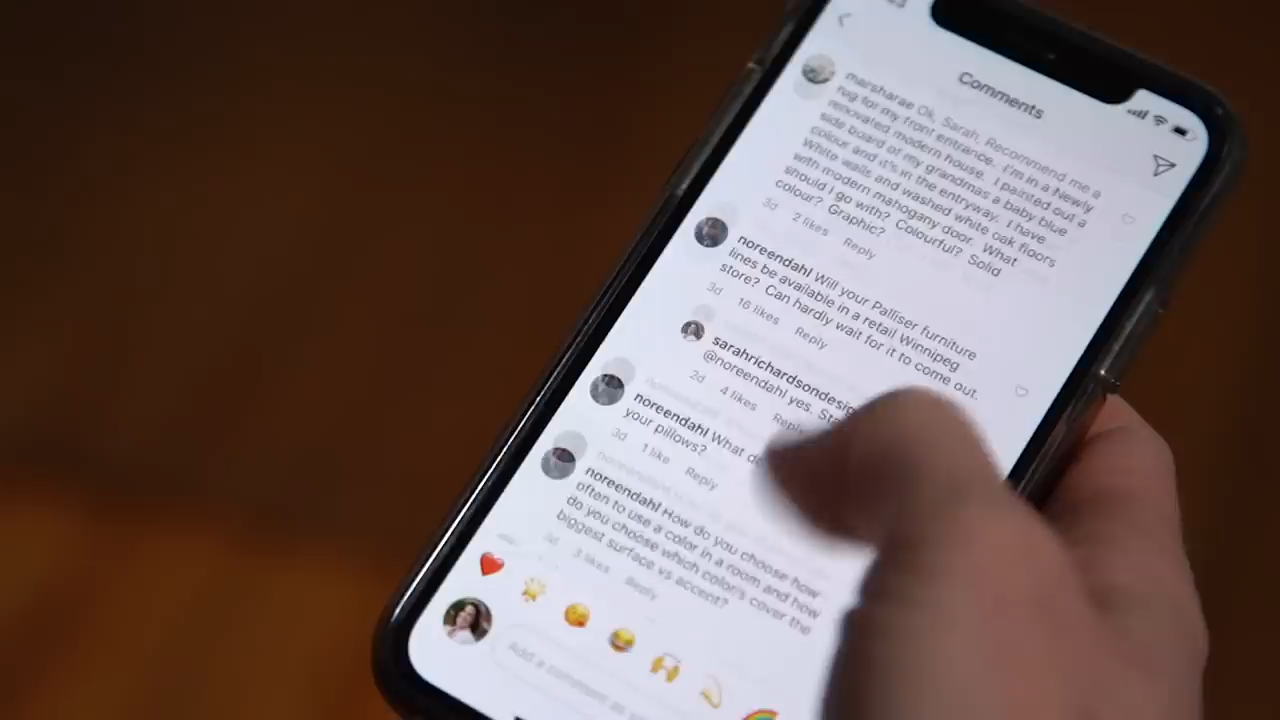 Comments
marsharae Ok, Sarah. Recommend me a
rug for my front entrance. I'm in a Newly
renovated modern house. I painted out a
side board of my grandmas a baby blue
colour and it's in the entryway. I have
White walls and washed white oak floors
with modern mahogany door. What
should I go with? Colourful? Solid
colour? Graphic?
3d 2 likes Reply
noreendahl Will your Palliser furniture
lines be available in a retail Winnipeg
store? Can hardly wait for it to come out.
3d 16 likes Reply
sarahrichardsondesig
@noreendahl yes.
2d 4 likes Reply
noreendahl What
your pillows?
3d 1 like Reply
noreendahl How do you choose how
often to use a color in a room and how
do you choose which color's cover the
biggest surface vs accent?
3d 3 likes Reply
Add a comment as